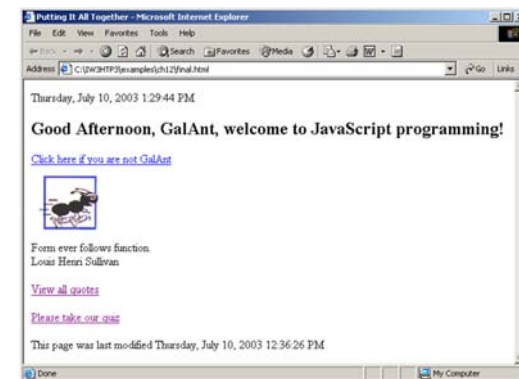 Putting It All Together - Microsoft Internet Explorer
File Edit View Favorites Tools Help
Back Search Favorites Media
Address C:\IW3HTP3\examples\ch12\final.html Go Links
Thursday, July 10, 2003 1:29:44 PM
Good Afternoon, GalAnt, welcome to JavaScript programming!
Click here if you are not GalAnt
Form ever follows function.
Louis Henri Sullivan
View all quotes
Please take our quiz
This page was last modified Thursday, July 10, 2003 12:36:26 PM
Done My Computer